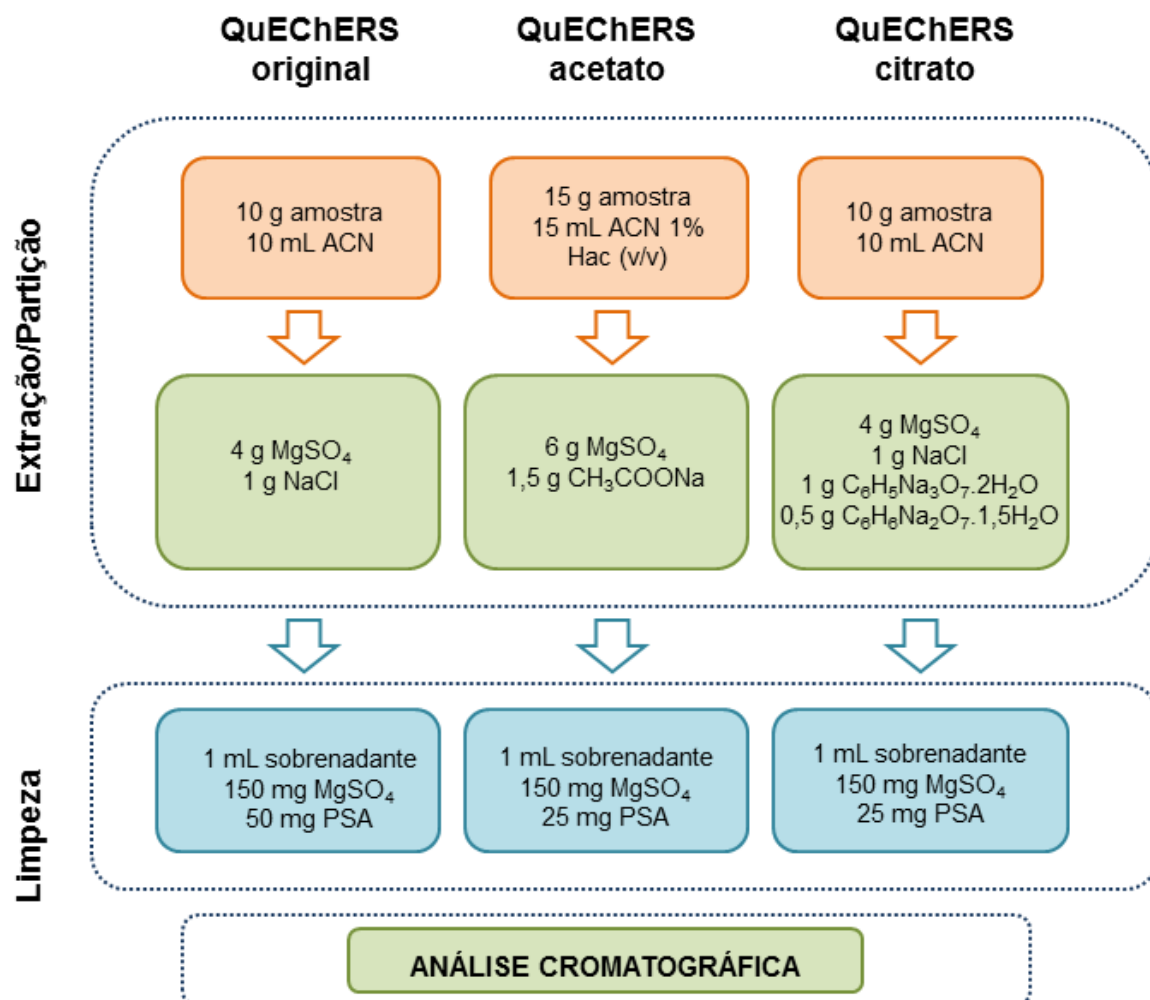 QuEChERS
original
QuEChERS
acetato
QuEChERS
citrato
Extração/Partição
10 g amostra
10 mL ACN
15 g amostra
15 mL ACN 1%
Hac (v/v)
10 g amostra
10 mL ACN
4 g MgSO₄
1 g NaCl
6 g MgSO₄
1,5 g CH₃COONa
4 g MgSO₄
1 g NaCl
1 g C₆H₅Na₃O₇.2H₂O
0,5 g C₆H₆Na₂O₇.1,5H₂O
Limpeza
1 mL sobrenadante
150 mg MgSO₄
50 mg PSA
1 mL sobrenadante
150 mg MgSO₄
25 mg PSA
1 mL sobrenadante
150 mg MgSO₄
25 mg PSA
ANÁLISE CROMATOGRÁFICA